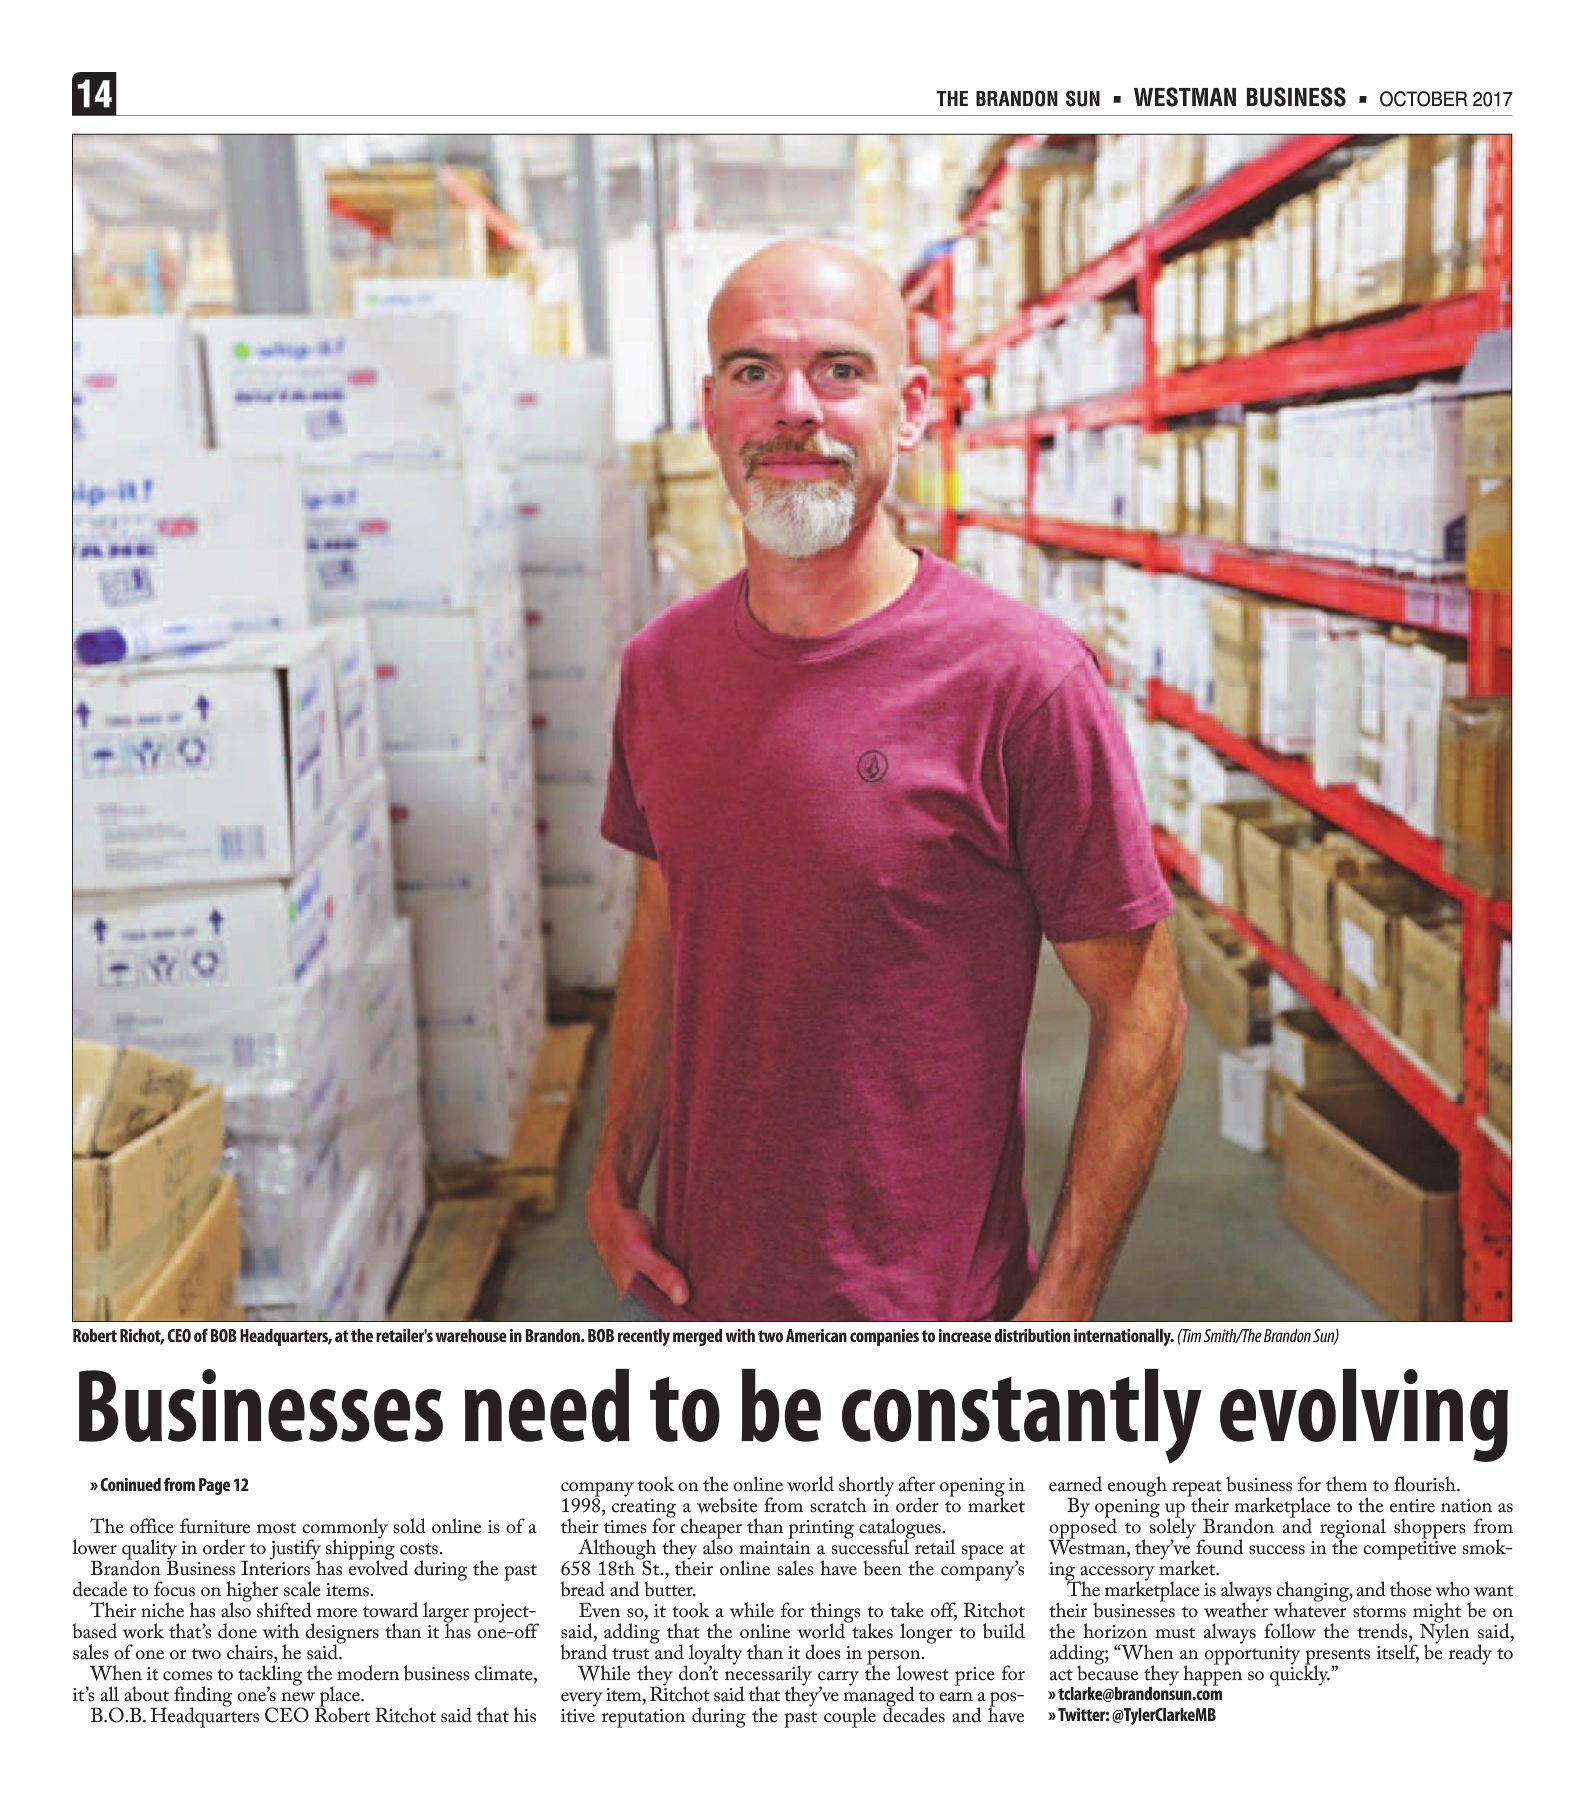 14
THE BRANDON SUN ▪ WESTMAN BUSINESS ▪ OCTOBER 2017
whip-it!
whip-it!
ip-it!
p-it!
Robert Richot, CEO of BOB Headquarters, at the retailer's warehouse in Brandon. BOB recently merged with two American companies to increase distribution internationally. (Tim Smith/The Brandon Sun)
Businesses need to be constantly evolving
» Coninued from Page 12
The office furniture most commonly sold online is of a
lower quality in order to justify shipping costs.
Brandon Business Interiors has evolved during the past
decade to focus on higher scale items.
Their niche has also shifted more toward larger project-
based work that's done with designers than it has one-off
sales of one or two chairs, he said.
When it comes to tackling the modern business climate,
it's all about finding one's new place.
B.O.B. Headquarters CEO Robert Ritchot said that his
company took on the online world shortly after opening in
1998, creating a website from scratch in order to market
their times for cheaper than printing catalogues.
Although they also maintain a successful retail space at
658 18th St., their online sales have been the company's
bread and butter.
Even so, it took a while for things to take off, Ritchot
said, adding that the online world takes longer to build
brand trust and loyalty than it does in person.
While they don't necessarily carry the lowest price for
every item, Ritchot said that they've managed to earn a pos-
itive reputation during the past couple decades and have
earned enough repeat business for them to flourish.
By opening up their marketplace to the entire nation as
opposed to solely Brandon and regional shoppers from
Westman, they've found success in the competitive smok-
ing accessory market.
The marketplace is always changing, and those who want
their businesses to weather whatever storms might be on
the horizon must always follow the trends, Nylen said,
adding; “When an opportunity presents itself, be ready to
act because they happen so quickly.”
» tclarke@brandonsun.com
» Twitter: @TylerClarkeMB